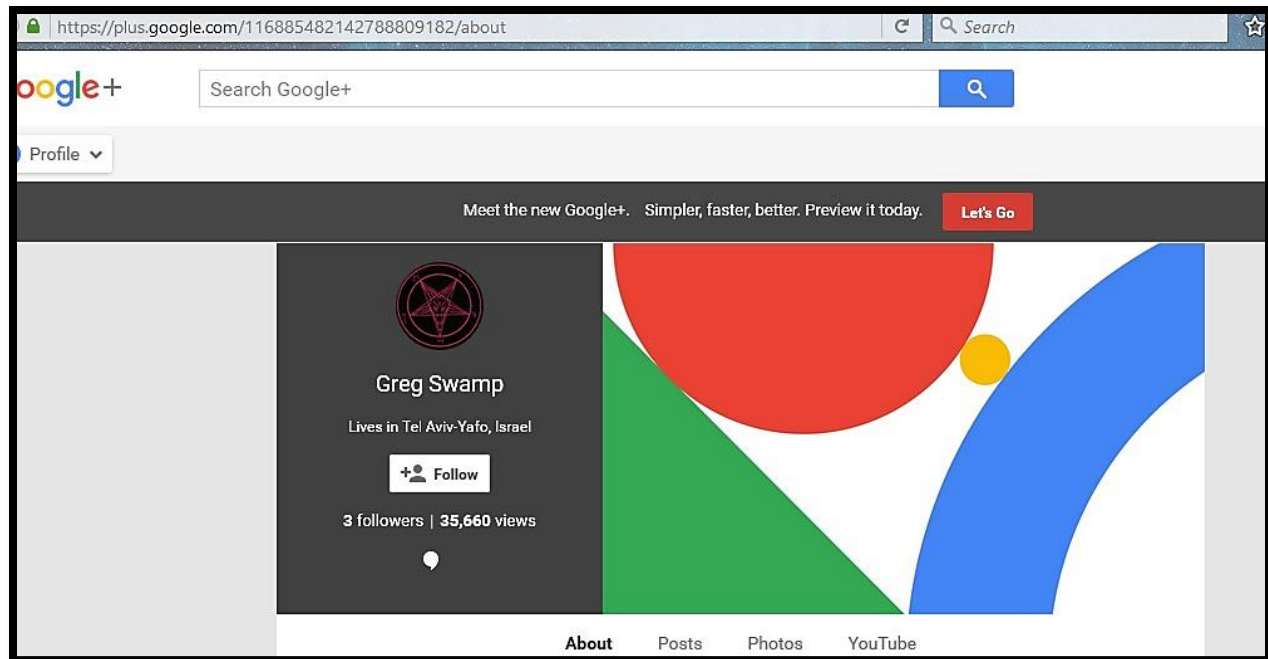 https://plus.google.com/116885482142788809182/about
Search
oogle+
Search Google+
Profile
Meet the new Google+. Simpler, faster, better. Preview it today.
Let's Go
Greg Swamp
Lives in Tel Aviv-Yafo, Israel
Follow
3 followers | 35,660 views
About Posts Photos YouTube